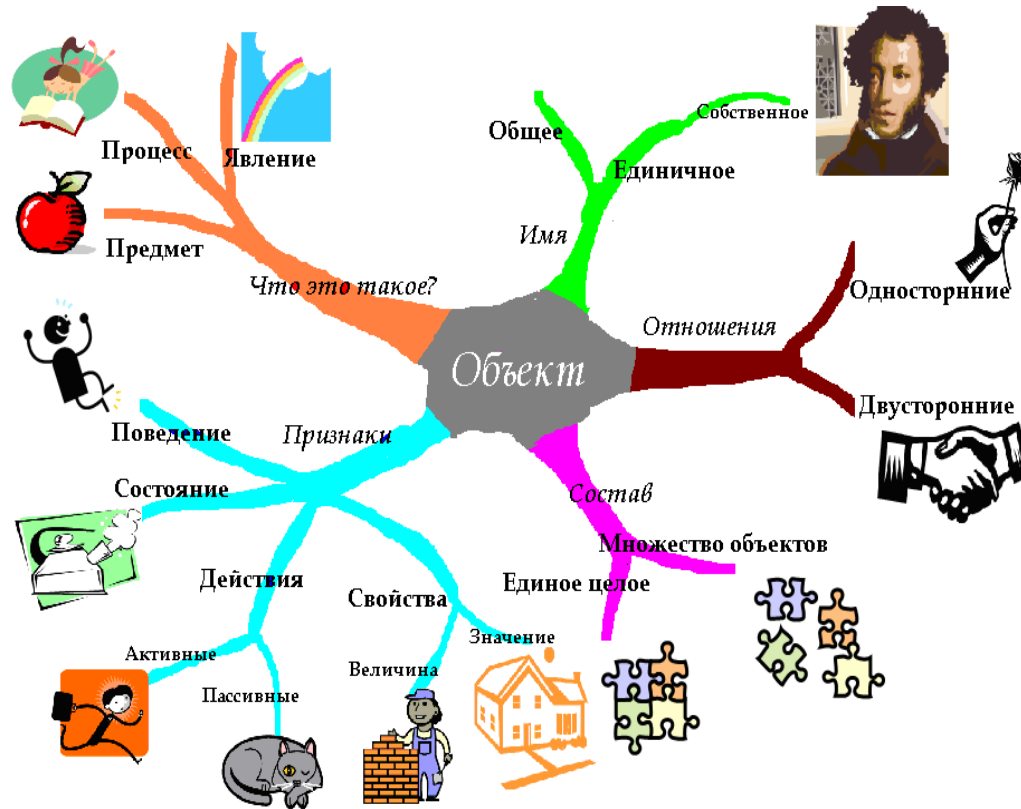 Процесс
Явление
Предмет
Что это такое?
Общее
Собственное
Единичное
Имя
Отношения
Односторнние
Двусторонние
Объект
Признаки
Поведение
Состояние
Действия
Активные
Пассивные
Свойства
Величина
Значение
Состав
Множество объектов
Единое целое